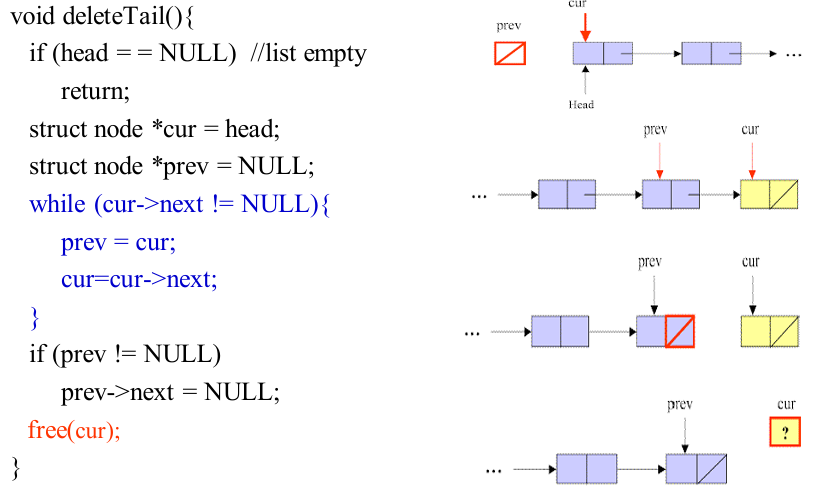 void deleteTail(){
if (head = = NULL)  //list empty
return;
struct node *cur = head;
struct node *prev = NULL;
while (cur->next != NULL){
prev = cur;
cur=cur->next;
}
if (prev != NULL)
prev->next = NULL;
free(cur);
}
cur
prev
...
Head
prev cur
...
prev cur
...
prev cur
?
...